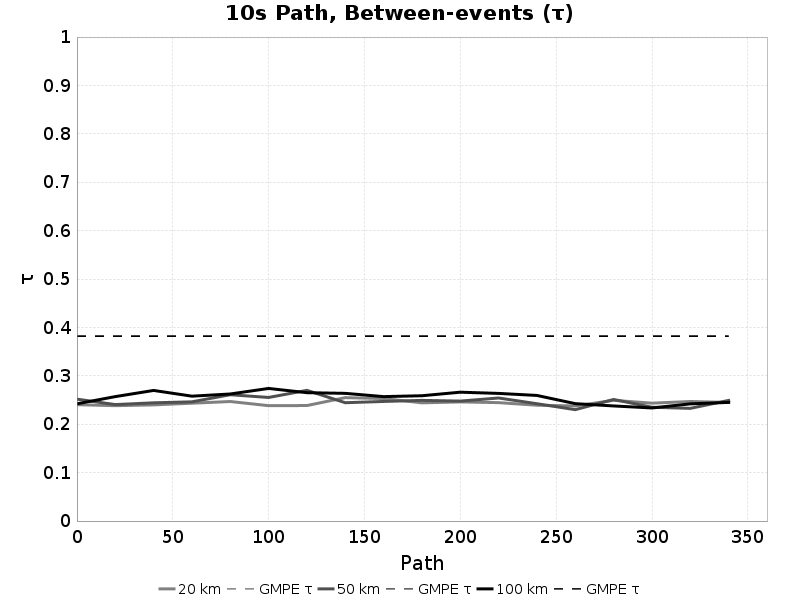 10s Path, Between-events (τ)
1
0.9
0.8
0.7
0.6
0.5
0.4
0.3
0.2
0.1
0
τ
0 50 100 150 200 250 300 350
Path
20 km GMPE τ 50 km GMPE τ 100 km GMPE τ